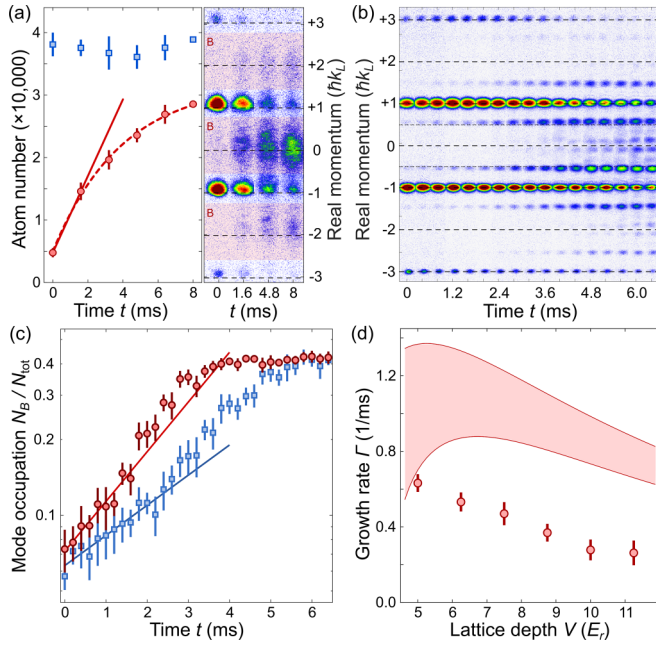 (a)
4
3
2
1
0
Atom number (×10,000)
0 2 4 6 8
Time t (ms)
B
B
B
+3
+2
+1
0
-1
-2
-3
Real momentum (ħk_L)
0 1.6 4.8 8
t (ms)
(b)
+3
+2
+1
0
-1
-2
-3
Real momentum (ħk_L)
0 1.2 2.4 3.6 4.8 6.0
Time t (ms)
(c)
0.4
0.3
0.2
0.1
Mode occupation N_B / N_tot
0 1 2 3 4 5 6
Time t (ms)
(d)
1.6
1.2
0.8
0.4
0.0
Growth rate Γ (1/ms)
5 6 7 8 9 10 11
Lattice depth V (E_r)